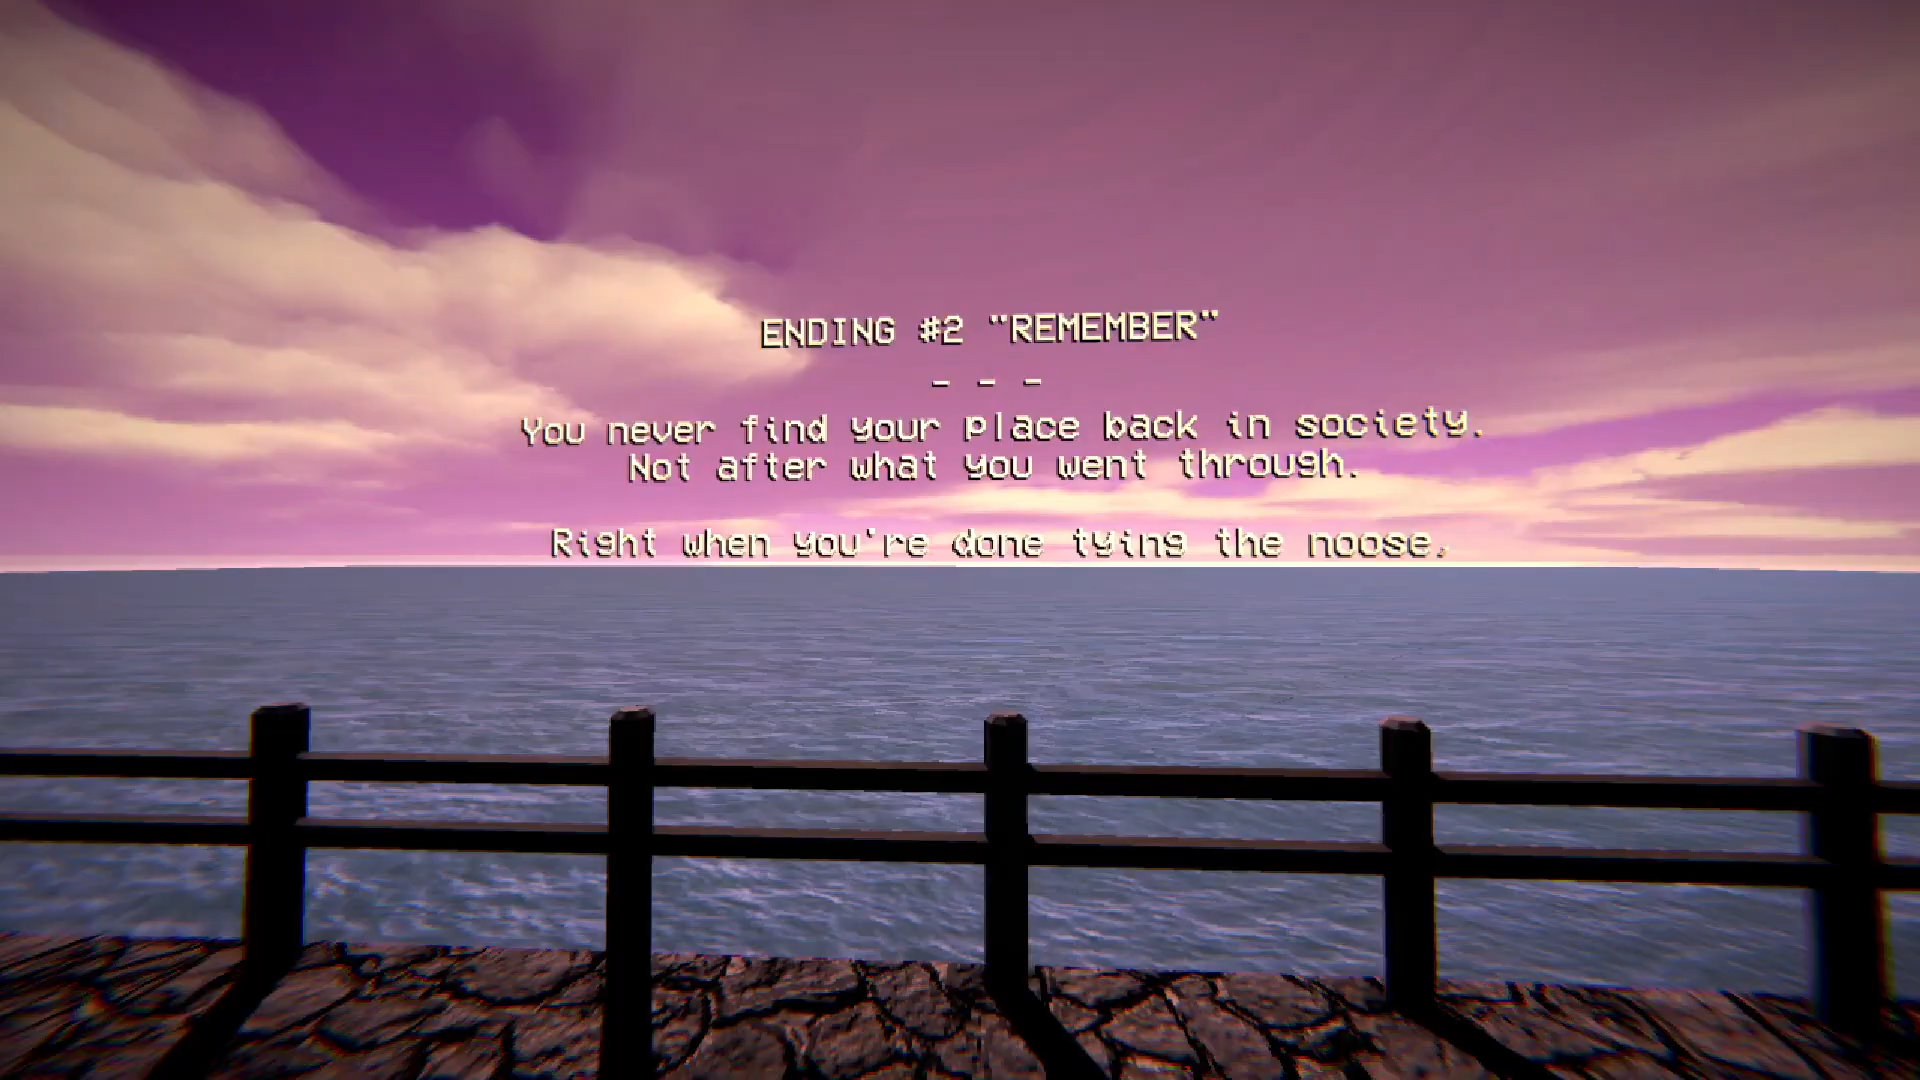 ENDING #2 "REMEMBER"
- - -
You never find your place back in society.
Not after what you went through.
Right when you're done tying the noose,